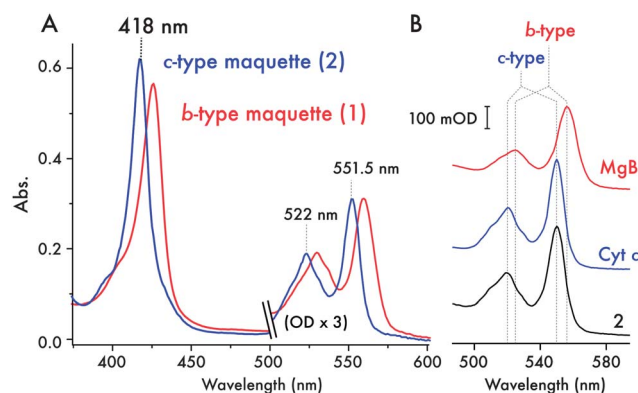 A
418 nm
c-type maquette (2)
b-type maquette (1)
551.5 nm
522 nm
(OD x 3)
Abs.
0.6
0.4
0.2
0.0
400
450
500
550
600
Wavelength (nm)
B
b-type
c-type
100 mOD
MgB
Cyt c
2
500
540
580
Wavelength (nm)